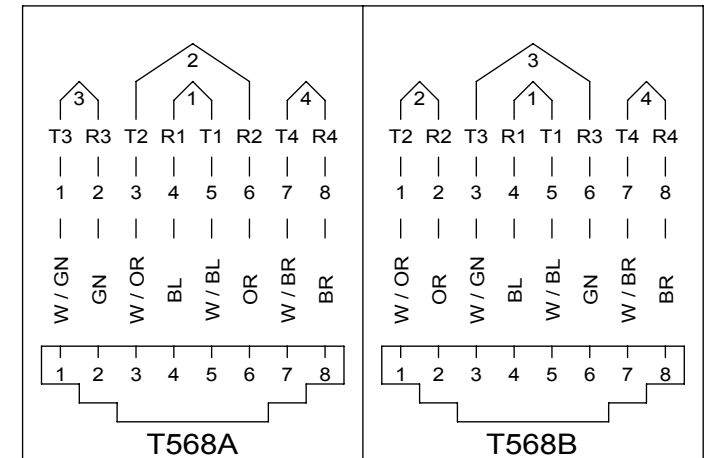 2 3
3 1 4 2 1 4
T3 R3 T2 R1 T1 R2 T4 R4 T2 R2 T3 R1 T1 R3 T4 R4
1 2 3 4 5 6 7 8 1 2 3 4 5 6 7 8
W / GN GN W / OR BL W / BL OR W / BR BR W / OR OR W / GN BL W / BL GN W / BR BR
1 2 3 4 5 6 7 8 1 2 3 4 5 6 7 8
T568A T568B